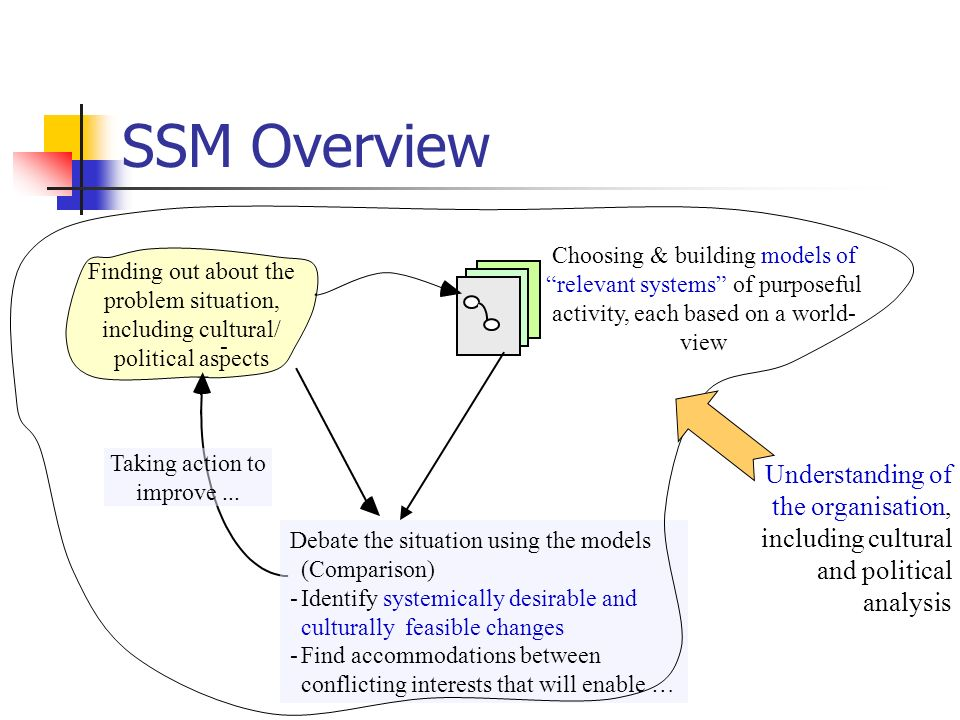 SSM Overview
Finding out about the
problem situation,
including cultural/
political aspects
-
Choosing & building models of
“relevant systems” of purposeful
activity, each based on a world-
view
Taking action to
improve ...
Understanding of
the organisation,
including cultural
and political
analysis
Debate the situation using the models
(Comparison)
- Identify systemically desirable and
culturally feasible changes
- Find accommodations between
conflicting interests that will enable …